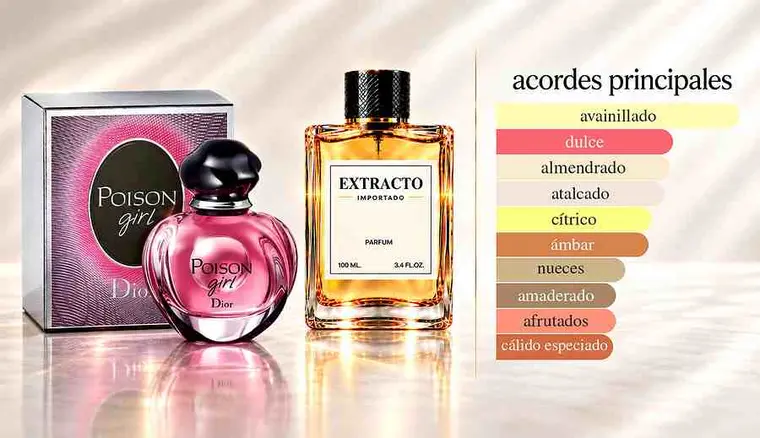 POISON
girl
Dior
POISON
girl
Dior
EXTRACTO
IMPORTADO
PARFUM
100 ML.
3.4 FL.OZ.
acordes principales
avainillado
dulce
almendrado
atalcado
cítrico
ámbar
nueces
amaderado
afrutados
cálido especiado